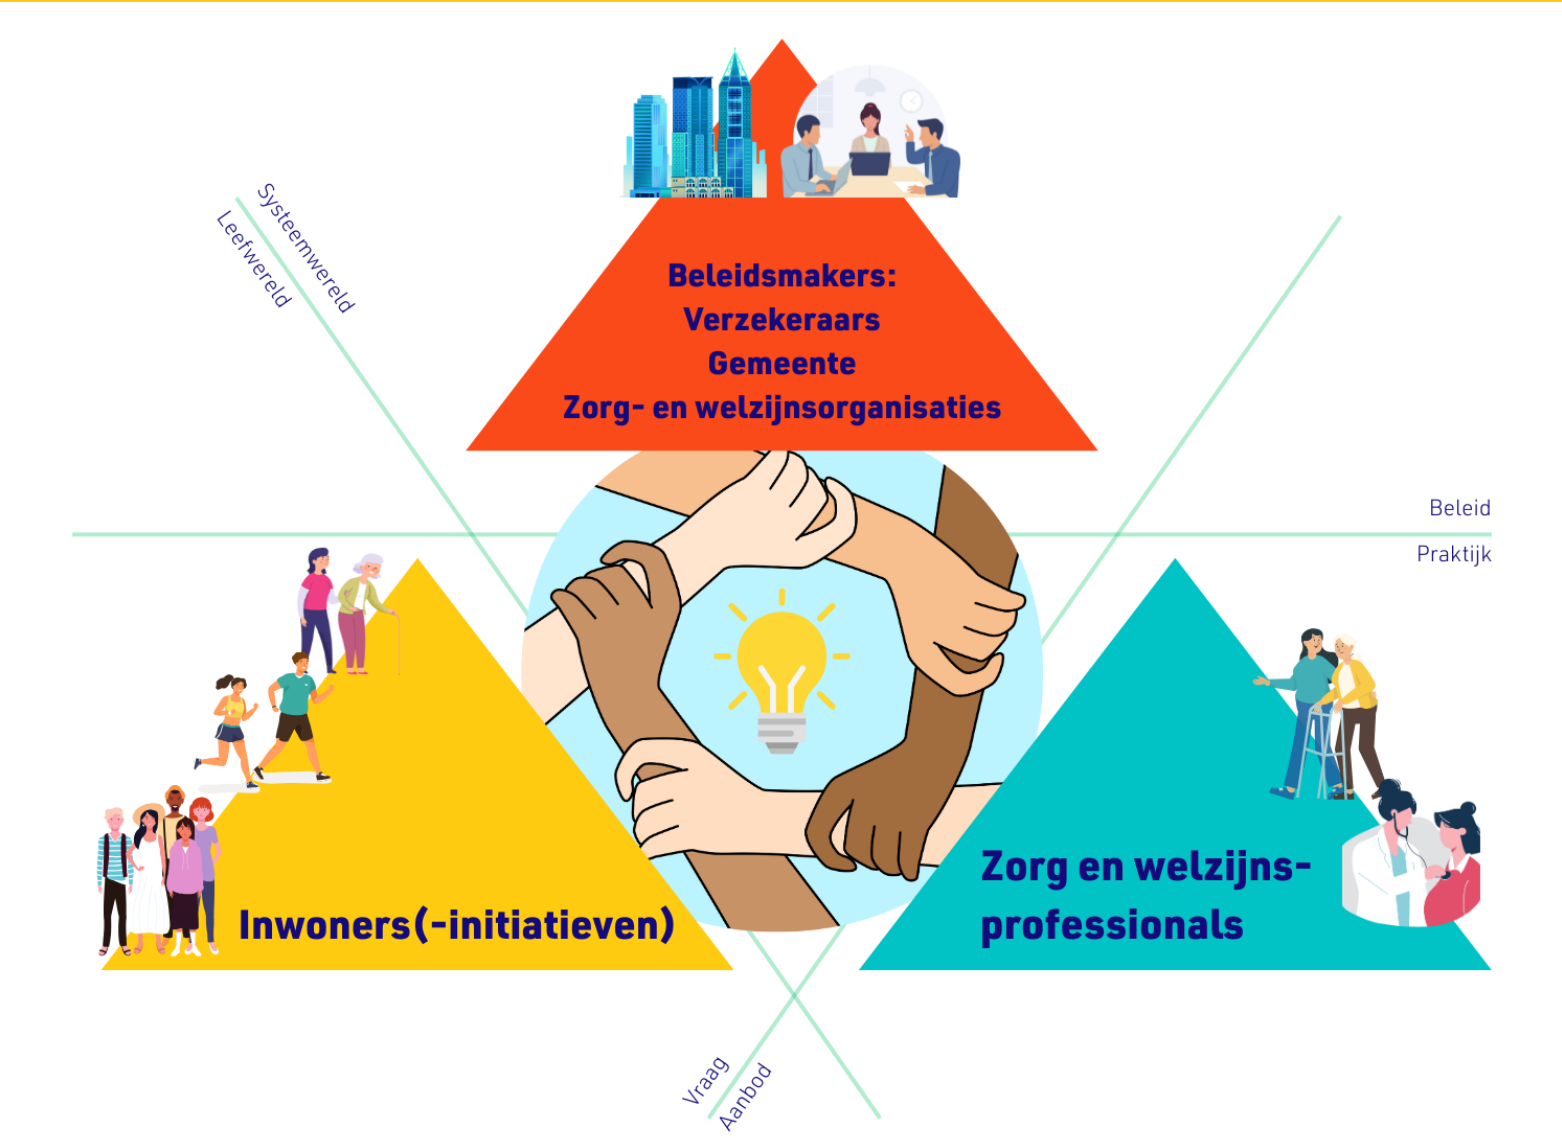 Systeemwereld
Leefwereld
Beleidsmakers:
Verzekeraars
Gemeente
Zorg- en welzijnsorganisaties
Beleid
Praktijk
Inwoners(-initiatieven)
Zorg en welzijns-
professionals
Vraag
Aanbod